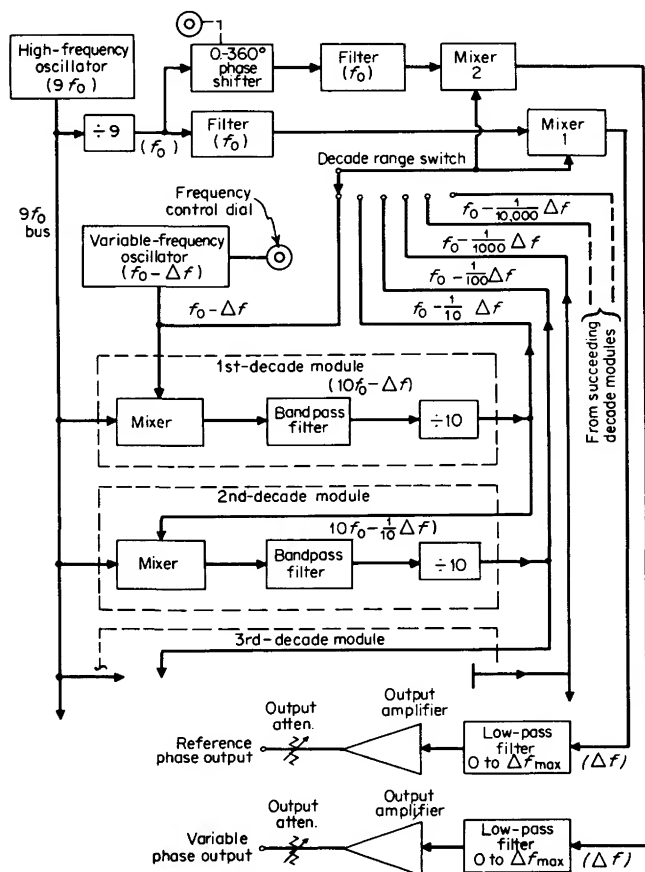 High-frequency
oscillator
(9f₀)
0.-360°
phase
shifter
Filter
(f₀)
Mixer
2
÷9
(f₀)
Filter
(f₀)
Mixer
1
Decade range switch
9f₀
bus
Frequency
control dial
Variable-frequency
oscillator
(f₀-Δf)
f₀-Δf
f₀-1/10,000 Δf
f₀-1/1000 Δf
f₀-1/100 Δf
f₀-1/10 Δf
From succeeding
decade modules
1st-decade module
(10f₀-Δf)
Mixer
Bandpass
filter
÷10
2nd-decade module
10f₀-1/10 Δf)
Mixer
Bandpass
filter
÷10
3rd-decade module
Output
atten.
Output
amplifier
Reference
phase output
Low-pass
filter
0 to Δf max
(Δf)
Output
atten.
Output
amplifier
Variable
phase output
Low-pass
filter
0 to Δf max
(Δf)